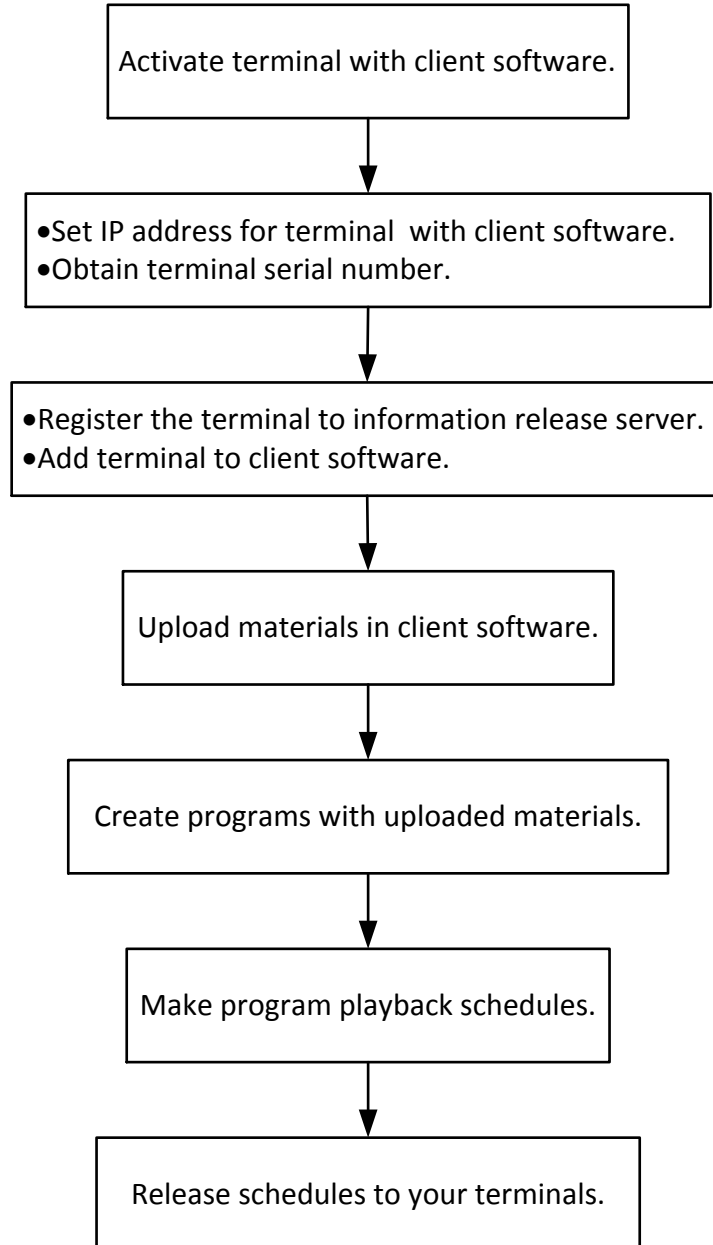 Activate terminal with client software.
•Set IP address for terminal  with client software.
•Obtain terminal serial number.
•Register the terminal to information release server.
•Add terminal to client software.
Upload materials in client software.
Create programs with uploaded materials.
Make program playback schedules.
Release schedules to your terminals.